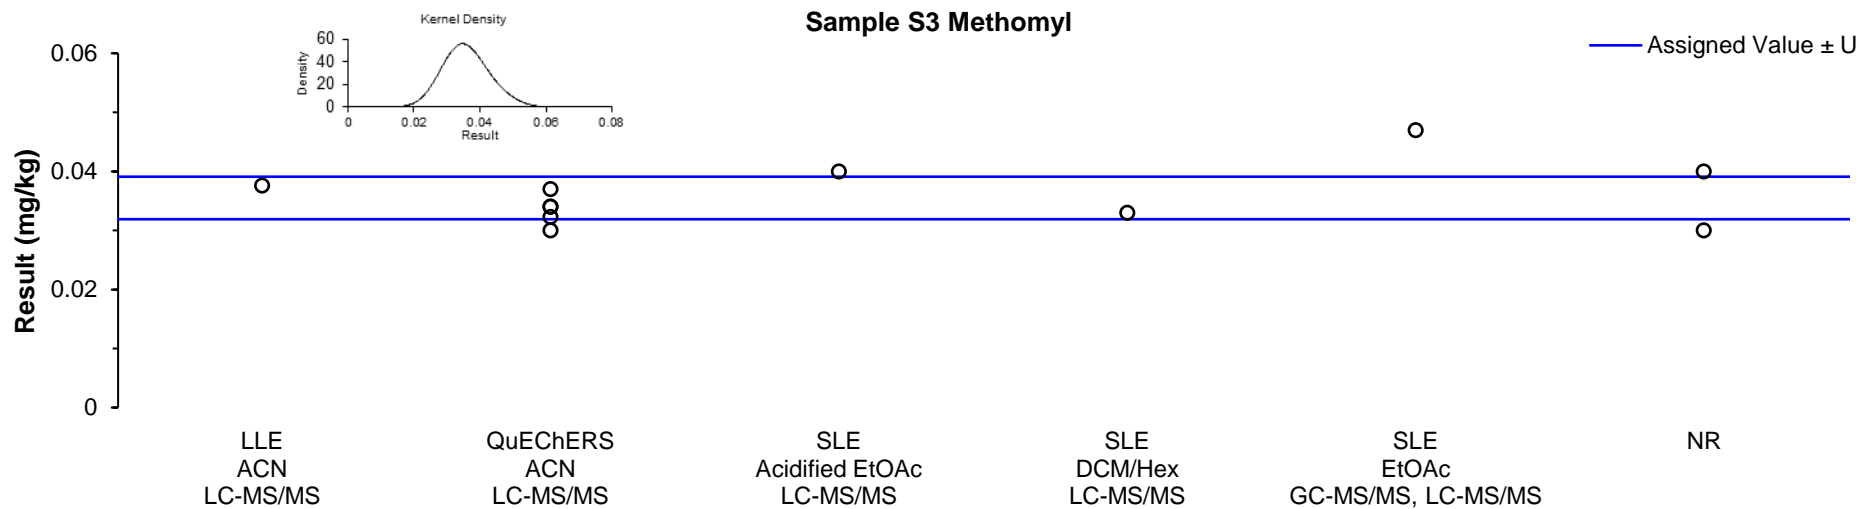 Sample S3 Methomyl
Kernel Density
Density
60
40
20
0
0 0.02 0.04 0.06 0.08
Result
Assigned Value ± U
Result (mg/kg)
0.06
0.04
0.02
0
LLE
ACN
LC-MS/MS
QuEChERS
ACN
LC-MS/MS
SLE
Acidified EtOAc
LC-MS/MS
SLE
DCM/Hex
LC-MS/MS
SLE
EtOAc
GC-MS/MS, LC-MS/MS
NR